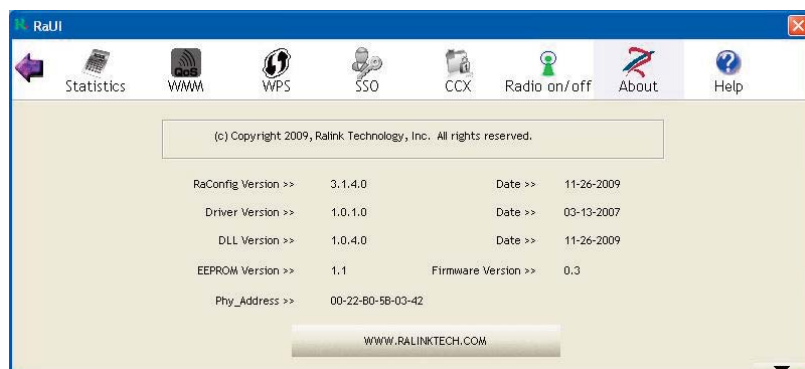 RaUI
Statistics QoS WMM WPS SSO CCX Radio on/off About Help
(c) Copyright 2009, Ralink Technology, Inc. All rights reserved.
RaConfig Version >> 3.1.4.0 Date >> 11-26-2009
Driver Version >> 1.0.1.0 Date >> 03-13-2007
DLL Version >> 1.0.4.0 Date >> 11-26-2009
EEPROM Version >> 1.1 Firmware Version >> 0.3
Phy_Address >> 00-22-B0-5B-03-42
WWW.RALINKTECH.COM